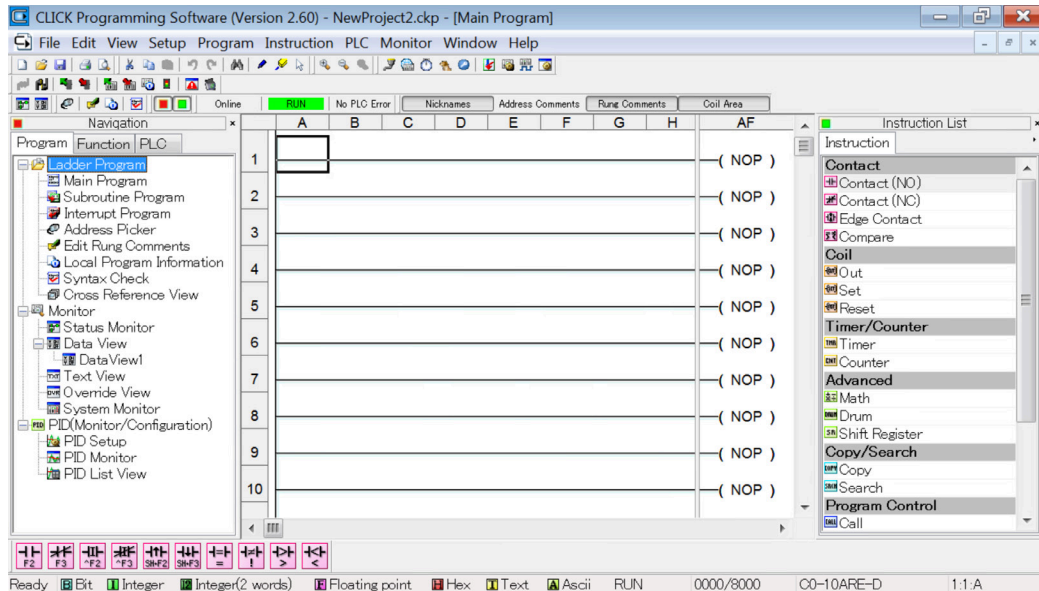 CLICK Programming Software (Version 2.60) - NewProject2.ckp - [Main Program]
File Edit View Setup Program Instruction PLC Monitor Window Help
Online RUN No PLC Error Nicknames Address Comments Rung Comments Coil Area
Navigation
Program Function PLC
Ladder Program
Main Program
Subroutine Program
Interrupt Program
Address Picker
Edit Rung Comments
Local Program Information
Syntax Check
Cross Reference View
Monitor
Status Monitor
Data View
DataView1
Text View
Override View
System Monitor
PID(Monitor/Configuration)
PID Setup
PID Monitor
PID List View
A B C D E F G H AF
1 ( NOP )
2 ( NOP )
3 ( NOP )
4 ( NOP )
5 ( NOP )
6 ( NOP )
7 ( NOP )
8 ( NOP )
9 ( NOP )
10 ( NOP )
Instruction List
Instruction
Contact
Contact (NO)
Contact (NC)
Edge Contact
Compare
Coil
Out
Set
Reset
Timer/Counter
Timer
Counter
Advanced
Math
Drum
Shift Register
Copy/Search
Copy
Search
Program Control
Call
F2 F3 ^F2 ^F3 SH-F2 SH-F3 = ! > <
Ready Bit Integer Integer(2 words) Floating point Hex Text Ascii RUN 0000/8000 C0-10ARE-D 1:1:A